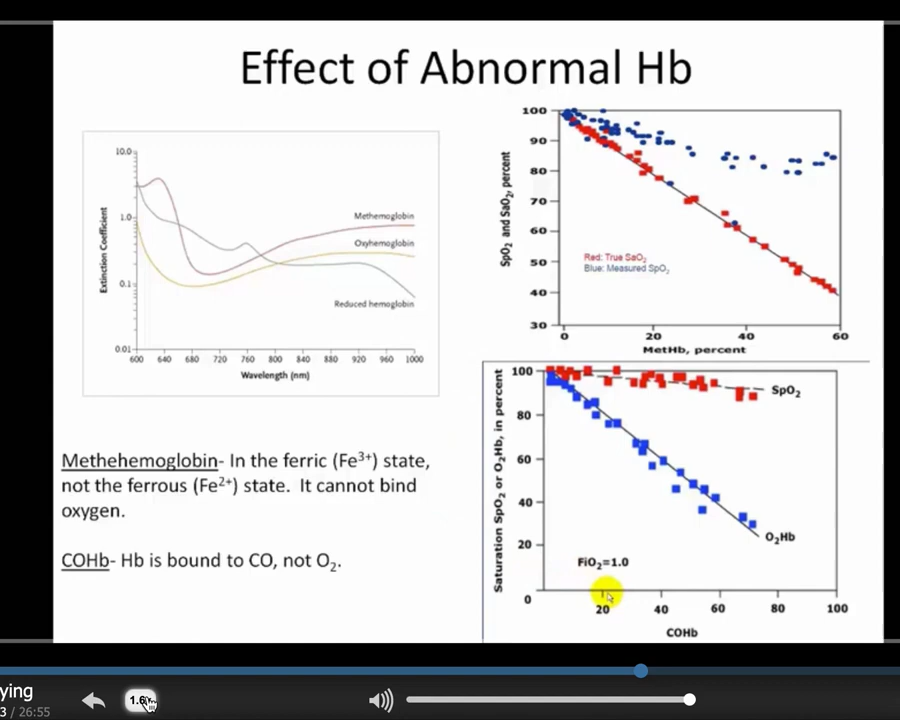 Effect of Abnormal Hb
10.0
1.0
0.1
0.01
Extinction Coefficient
Methemoglobin
Oxyhemoglobin
Reduced hemoglobin
600 640 680 720 760 800 840 880 920 960 1000
Wavelength (nm)
100
90
80
70
60
50
40
30
SpO₂ and SaO₂, percent
Red: True SaO₂
Blue: Measured SpO₂
0 20 40 60
MetHb, percent
100
80
60
40
20
0
Saturation SpO₂ or O₂Hb, in percent
SpO₂
O₂Hb
FiO₂=1.0
20 40 60 80 100
COHb
Methehemoglobin- In the ferric (Fe³⁺) state,
not the ferrous (Fe²⁺) state. It cannot bind
oxygen.
COHb- Hb is bound to CO, not O₂.
ying
3 / 26:55